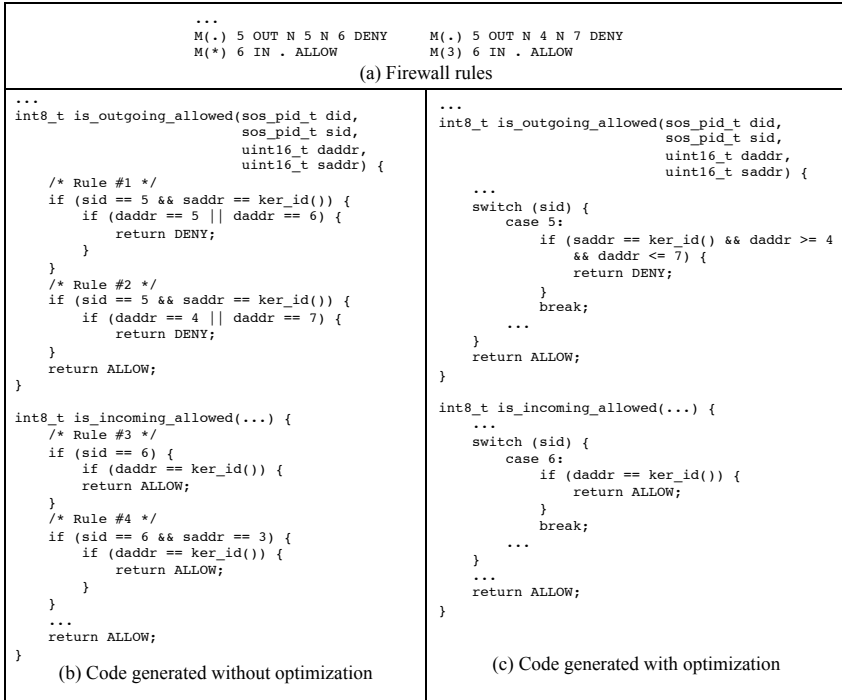 ...
M(.) 5 OUT N 5 N 6 DENY     M(.) 5 OUT N 4 N 7 DENY
M(*) 6 IN . ALLOW           M(3) 6 IN . ALLOW
(a) Firewall rules
...
int8_t is_outgoing_allowed(sos_pid_t did,
                           sos_pid_t sid,
                           uint16_t daddr,
                           uint16_t saddr) {
    /* Rule #1 */
    if (sid == 5 && saddr == ker_id()) {
        if (daddr == 5 || daddr == 6) {
            return DENY;
        }
    }
    /* Rule #2 */
    if (sid == 5 && saddr == ker_id()) {
        if (daddr == 4 || daddr == 7) {
            return DENY;
    }
    return ALLOW;
}

int8_t is_incoming_allowed(...) {
    /* Rule #3 */
    if (sid == 6) {
        if (daddr == ker_id()) {
        return ALLOW;
    }
    /* Rule #4 */
    if (sid == 6 && saddr == 3) {
        if (daddr == ker_id()) {
            return ALLOW;
        }
    }
    ...
    return ALLOW;
}
(b) Code generated without optimization
...
int8_t is_outgoing_allowed(sos_pid_t did,
                           sos_pid_t sid,
                           uint16_t daddr,
                           uint16_t saddr) {
    ...
    switch (sid) {
        case 5:
            if (saddr == ker_id() && daddr >= 4
                && daddr <= 7) {
                return DENY;
            }
            break;
        ...
    }
    return ALLOW;
}

int8_t is_incoming_allowed(...) {
    ...
    switch (sid) {
        case 6:
            if (daddr == ker_id()) {
                return ALLOW;
            }
            break;
        ...
    }
    ...
    return ALLOW;
}
(c) Code generated with optimization